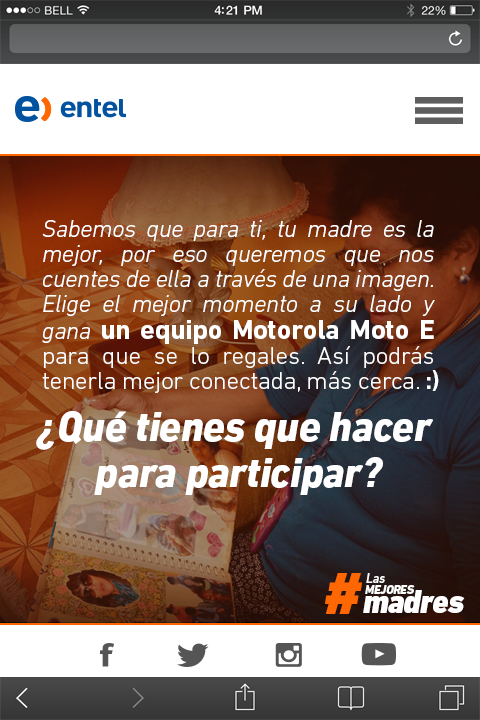 BELL 4:21 PM 22%
entel
Sabemos que para ti, tu madre es la
mejor, por eso queremos que nos
cuentes de ella a través de una imagen.
Elige el mejor momento a su lado y
gana un equipo Motorola Moto E
para que se lo regales. Así podrás
tenerla mejor conectada, más cerca. :)
¿Qué tienes que hacer
para participar?
#Las
MEJORES
madres